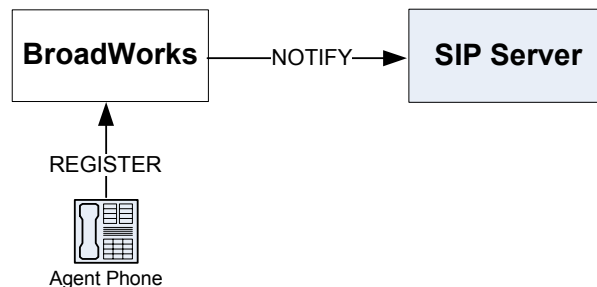 BroadWorks
NOTIFY
SIP Server
REGISTER
Agent Phone